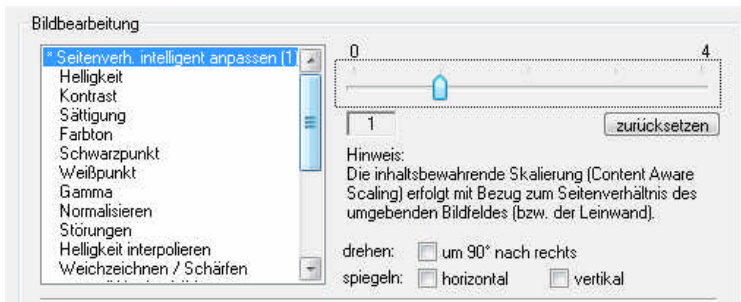 Bildbearbeitung
* Seitenverh. intelligent anpassen (1)
Helligkeit
Kontrast
Sättigung
Farbton
Schwarzpunkt
Weißpunkt
Gamma
Normalisieren
Störungen
Helligkeit interpolieren
Weichzeichnen / Schärfen
0 4
1 zurücksetzen
Hinweis:
Die inhaltsbewahrende Skalierung (Content Aware
Scaling) erfolgt mit Bezug zum Seitenverhältnis des
umgebenden Bildfeldes (bzw. der Leinwand).
drehen: um 90° nach rechts
spiegeln: horizontal vertikal